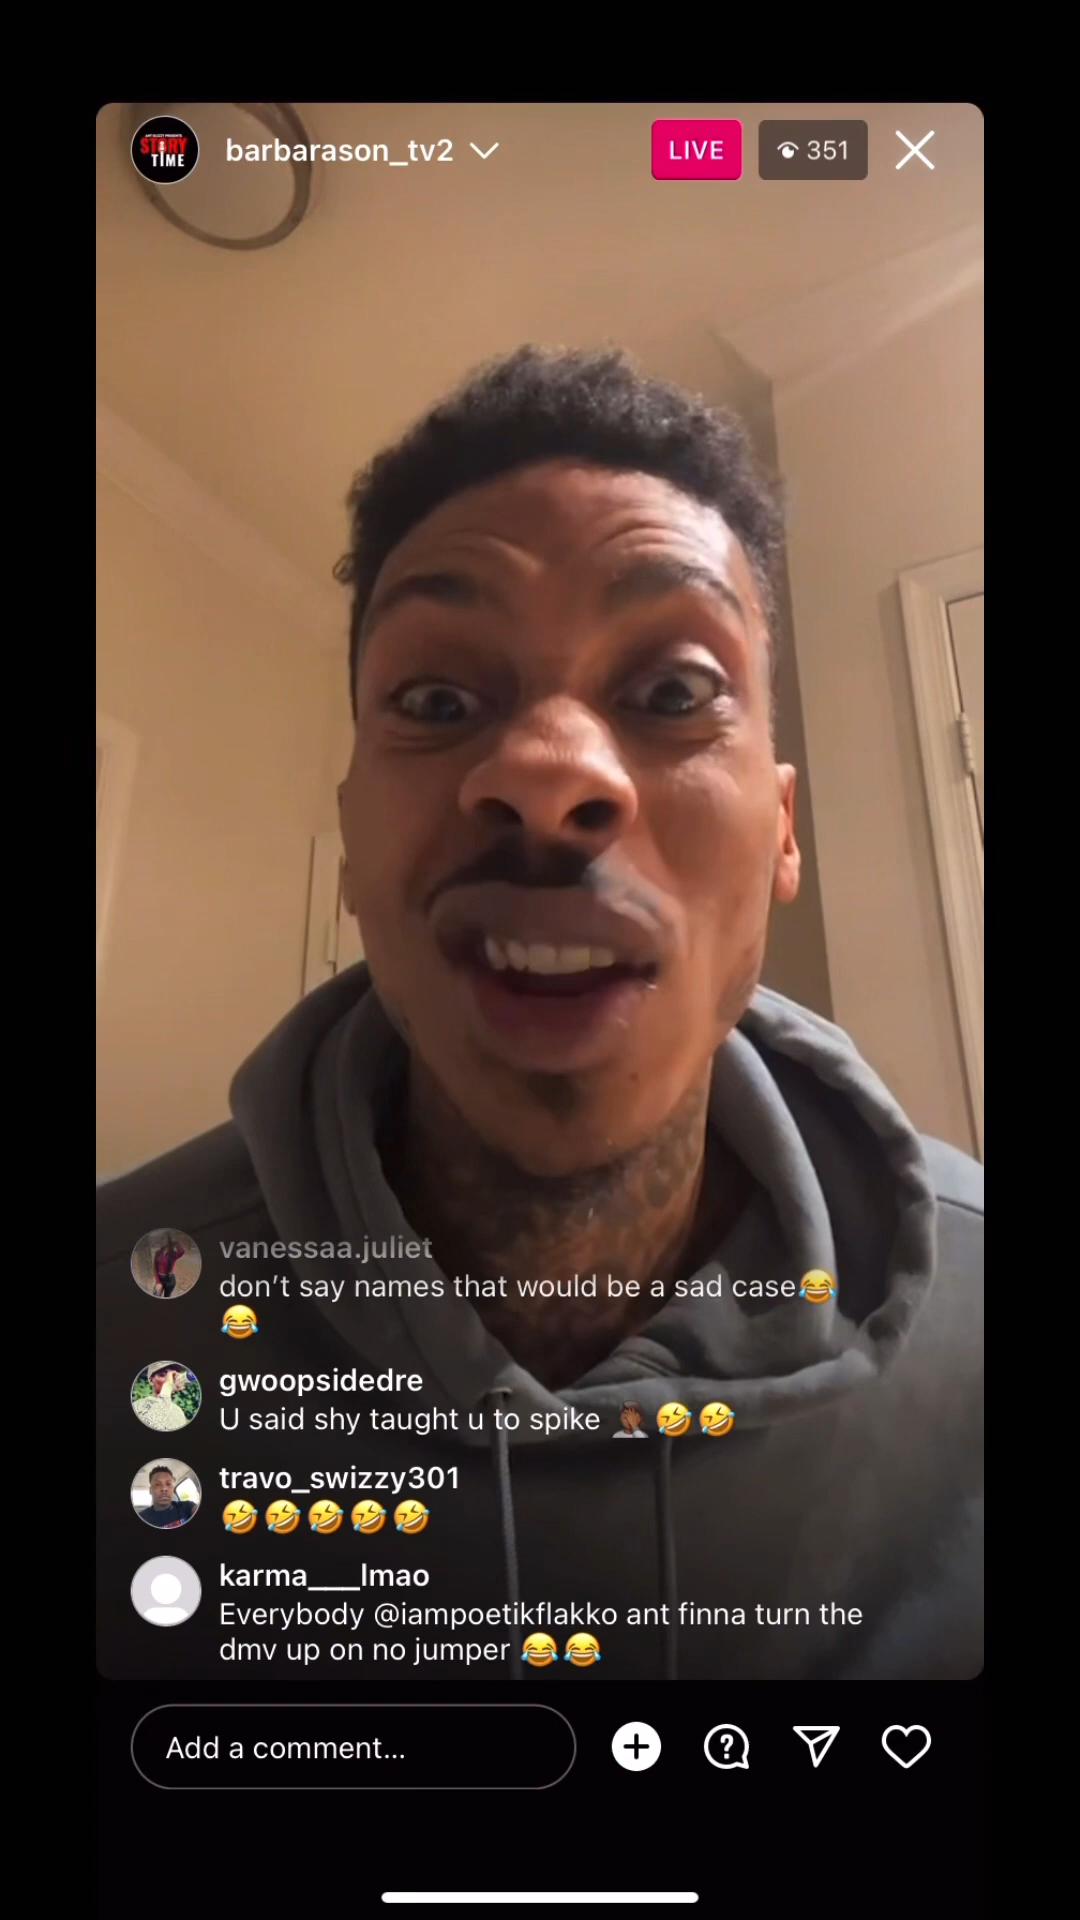 STORY
TIME
barbarason_tv2
LIVE
351
vanessaa.juliet
don’t say names that would be a sad case😂
😂
gwoopsidedre
U said shy taught u to spike 🤦🏾‍♂️🤣🤣
travo_swizzy301
🤣🤣🤣🤣🤣
karma___lmao
Everybody @iampoetikflakko ant finna turn the
dmv up on no jumper 😂😂
Add a comment...